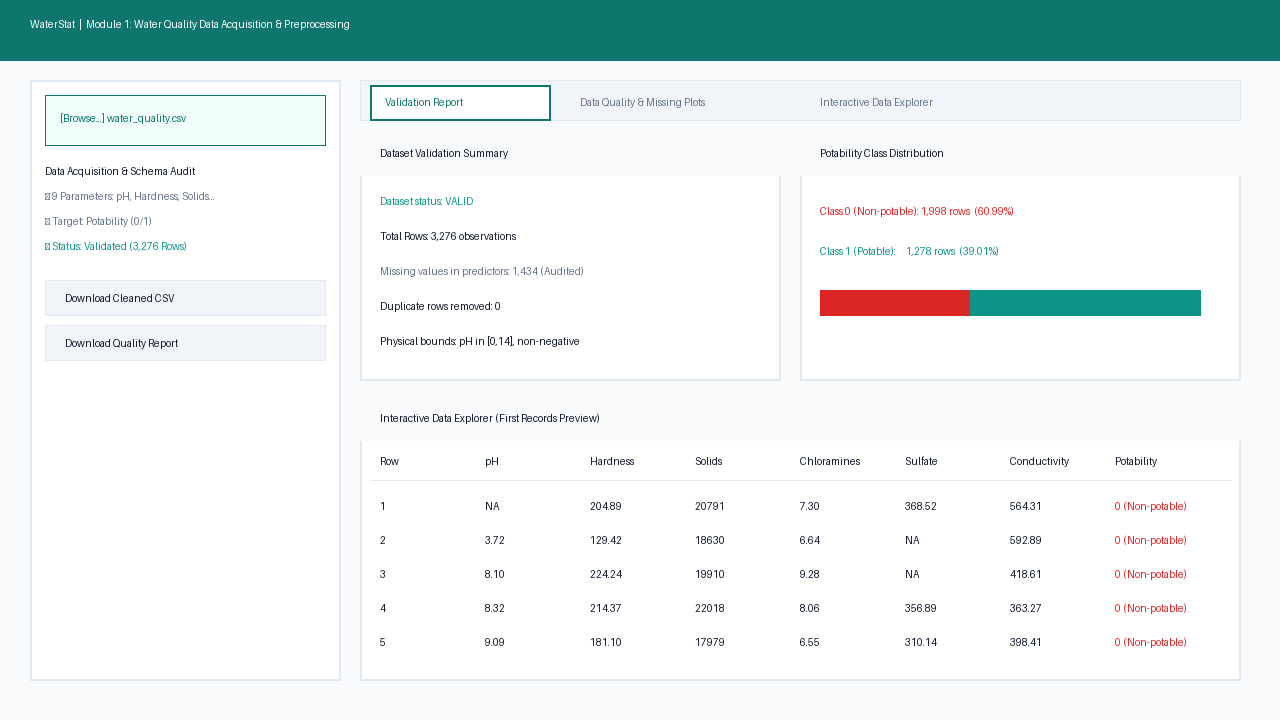 WaterStat | Module 1: Water Quality Data Acquisition & Preprocessing
[Browse...] water_quality.csv
Data Acquisition & Schema Audit
9 Parameters: pH, Hardness, Solids...
Target: Potability (0/1)
Status: Validated (3,276 Rows)
Download Cleaned CSV
Download Quality Report
Validation Report
Data Quality & Missing Plots
Interactive Data Explorer
Dataset Validation Summary
Dataset status: VALID
Total Rows: 3,276 observations
Missing values in predictors: 1,434 (Audited)
Duplicate rows removed: 0
Physical bounds: pH in [0,14], non-negative
Potability Class Distribution
Class 0 (Non-potable): 1,998 rows (60.99%)
Class 1 (Potable): 1,278 rows (39.01%)
Interactive Data Explorer (First Records Preview)
Row pH Hardness Solids Chloramines Sulfate Conductivity Potability
1 NA 204.89 20791 7.30 368.52 564.31 0 (Non-potable)
2 3.72 129.42 18630 6.64 NA 592.89 0 (Non-potable)
3 8.10 224.24 19910 9.28 NA 418.61 0 (Non-potable)
4 8.32 214.37 22018 8.06 356.89 363.27 0 (Non-potable)
5 9.09 181.10 17979 6.55 310.14 398.41 0 (Non-potable)